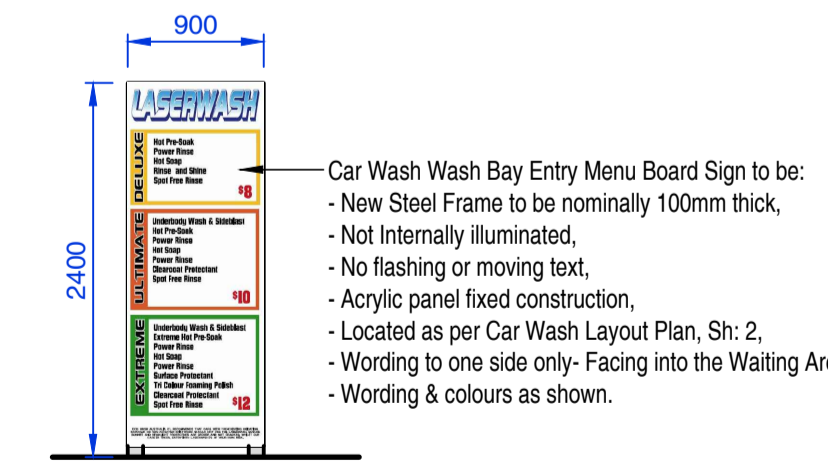 900
2400
LASERWASH
DELUXE
Hot Pre-Soak
Power Rinse
Hot Soap
Rinse and Shine
Spot Free Rinse
$8
ULTIMATE
Underbody Wash & Sideblast
Hot Pre-Soak
Power Rinse
Hot Soap
Power Rinse
Clearcoat Protectant
Spot Free Rinse
$10
EXTREME
Underbody Wash & Sideblast
Extreme Hot Pre-Soak
Power Rinse
Hot Soap
Power Rinse
Surface Protectant
Tri Colour Foaming Polish
Clearcoat Protectant
Spot Free Rinse
$12
Car Wash Wash Bay Entry Menu Board Sign to be:
- New Steel Frame to be nominally 100mm thick,
- Not Internally illuminated,
- No flashing or moving text,
- Acrylic panel fixed construction,
- Located as per Car Wash Layout Plan, Sh: 2,
- Wording to one side only- Facing into the Waiting Are
- Wording & colours as shown.